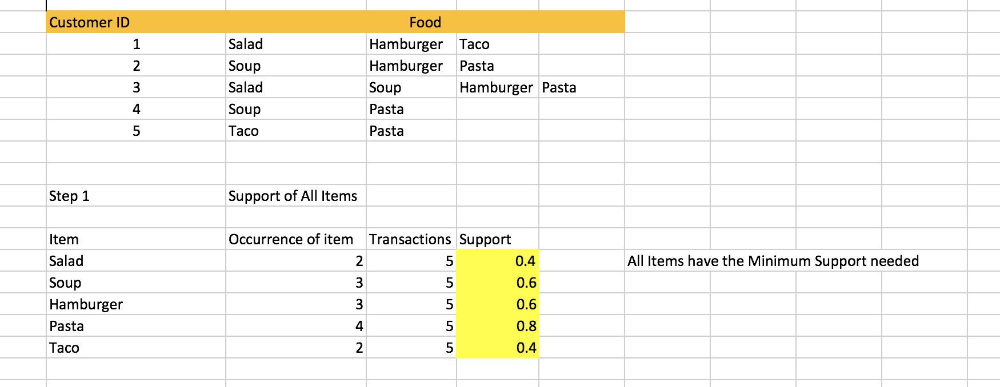 Customer ID Food
1 Salad Hamburger Taco
2 Soup Hamburger Pasta
3 Salad Soup Hamburger Pasta
4 Soup Pasta
5 Taco Pasta
Step 1 Support of All Items
Item Occurrence of item Transactions Support
Salad 2 5 0.4 All Items have the Minimum Support needed
Soup 3 5 0.6
Hamburger 3 5 0.6
Pasta 4 5 0.8
Taco 2 5 0.4